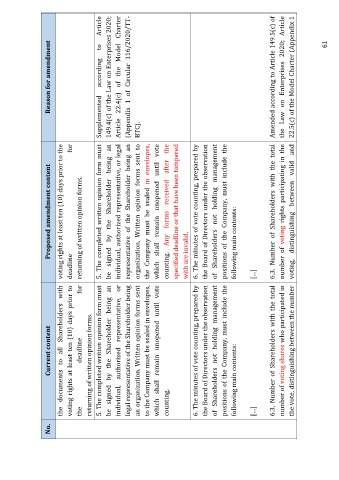 No.
Current content
Proposed amendment content
Reason for amendment
the documents to all Shareholders with
voting rights at least ten (10) days prior to
the deadline for
returning of written opinion forms.
voting rights at least ten (10) days prior to the
deadline for
returning of written opinion forms.
5. The completed written opinion form must
be signed by the Shareholder being an
individual, authorized representative, or
legal representative of the Shareholder being
an organization. Written opinion forms sent
to the Company must be sealed in envelopes,
which shall remain unopened until vote
counting.
5. The completed written opinion form must
be signed by the Shareholder being an
individual, authorized representative, or legal
representative of the Shareholder being an
organization. Written opinion forms sent to
the Company must be sealed in envelopes,
which shall remain unopened until vote
counting. Any forms received after the
specified deadline or that have been tampered
with are invalid.
Supplemented according to Article
149.4(c) of the Law on Enterprises 2020;
Article 22.4(c) of the Model Charter
(Appendix 1 of Circular 116/2020/TT-
BTC).
6. The minutes of vote counting, prepared by
the Board of Directors under the observation
of Shareholders not holding management
positions of the Company, must include the
following main contents:
6. The minutes of vote counting, prepared by
the Board of Directors under the observation
of Shareholders not holding management
positions of the Company, must include the
following main contents:
[...]
[...]
6.3. Number of Shareholders with the total
number of voting shares who participated in
the vote, distinguishing between the number
6.3. Number of Shareholders with the total
number of voting rights participating in the
voting, distinguishing between valid and
Amended according to Article 149.5(c) of
the Law on Enterprises 2020; Article
22.5(c) of the Model Charter (Appendix 1
61